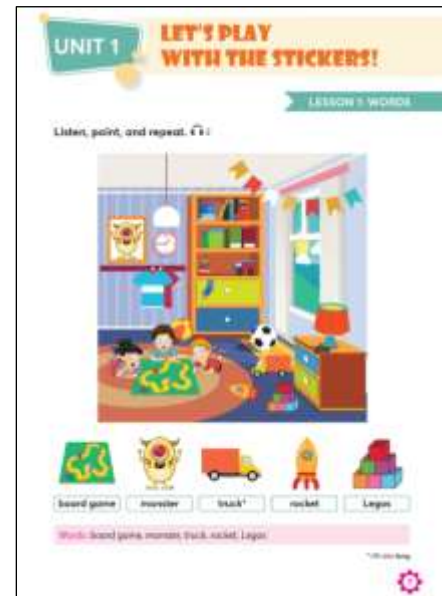 UNIT 1
LET'S PLAY
WITH THE STICKERS!
LESSON 1: WORDS
Listen, point, and repeat.
board game
monster
truck*
rocket
Legos
Words: board game, monster, truck, rocket, Legos